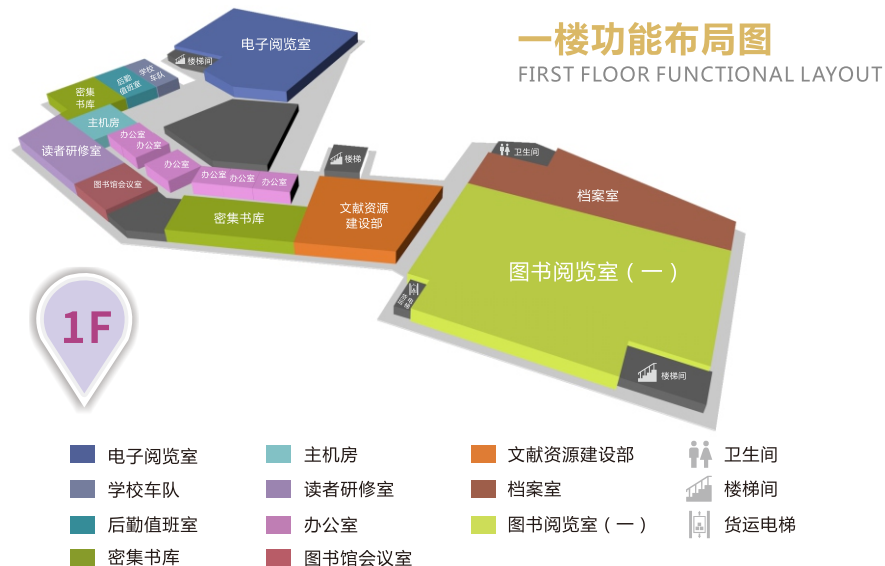 一楼功能布局图
FIRST FLOOR FUNCTIONAL LAYOUT
电子阅览室
楼梯间
学校
车队
后勤
值班室
密集
书库
主机房
办公室
办公室
读者研修室
办公室
图书馆会议室
办公室
办公室
办公室
密集书库
楼梯
文献资源
建设部
卫生间
档案室
图书阅览室（一）
楼梯间
1F
电子阅览室
学校车队
后勤值班室
密集书库
主机房
读者研修室
办公室
图书馆会议室
文献资源建设部
档案室
图书阅览室（一）
卫生间
楼梯间
货运电梯